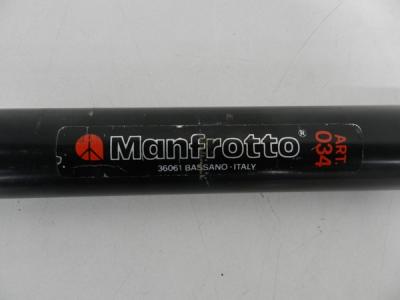 Manfrotto®
36061 BASSANO - ITALY
ART.
034